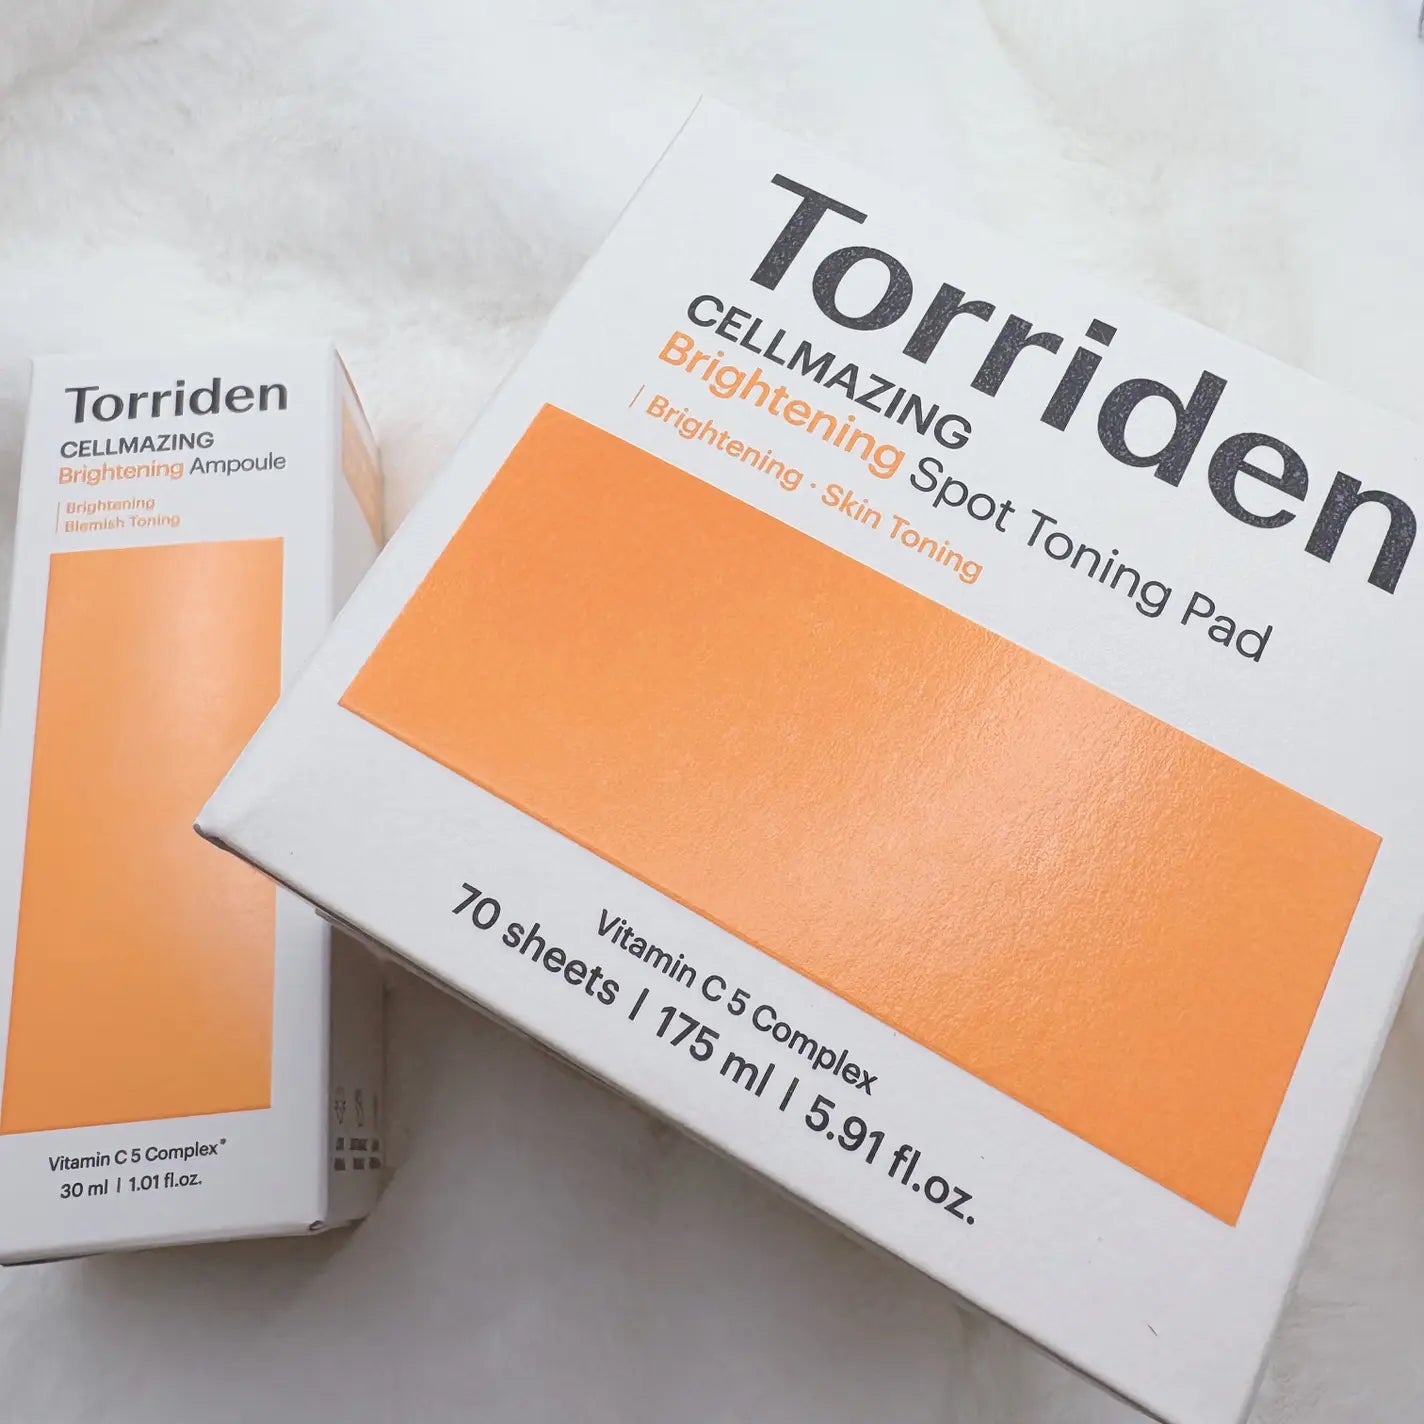 Torriden
CELLMAZING
Brightening Ampoule
Brightening
Blemish Toning
Vitamin C 5 Complex*
30 ml | 1.01 fl.oz.
Torriden
CELLMAZING
Brightening Spot Toning Pad
Brightening · Skin Toning
Vitamin C 5 Complex
70 sheets | 175 ml | 5.91 fl.oz.